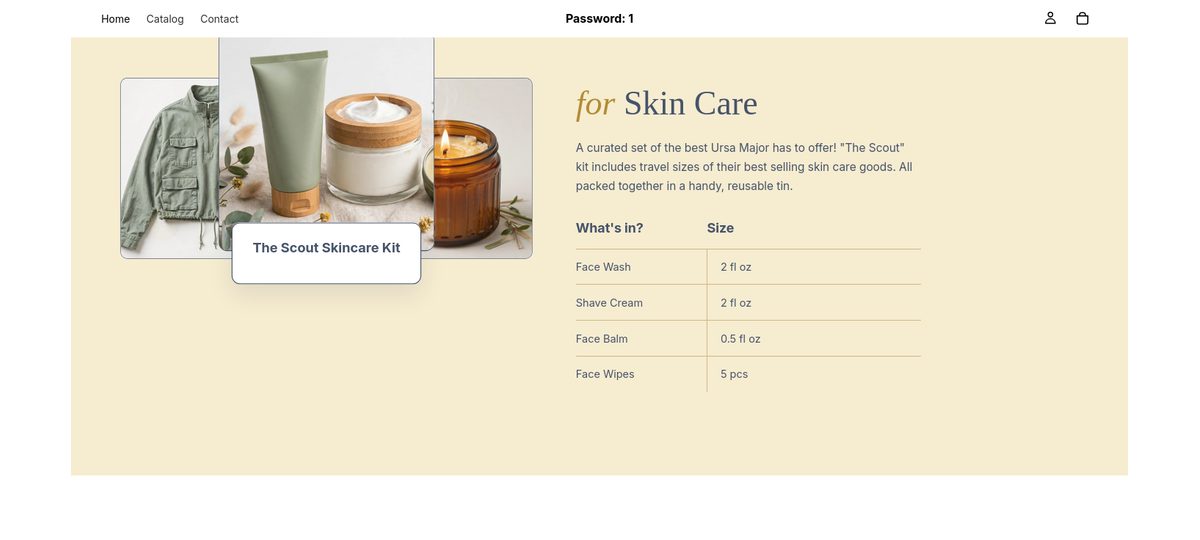 Home Catalog Contact
Password: 1
for Skin Care
A curated set of the best Ursa Major has to offer! "The Scout"
kit includes travel sizes of their best selling skin care goods. All
packed together in a handy, reusable tin.
The Scout Skincare Kit
What's in? Size
Face Wash 2 fl oz
Shave Cream 2 fl oz
Face Balm 0.5 fl oz
Face Wipes 5 pcs